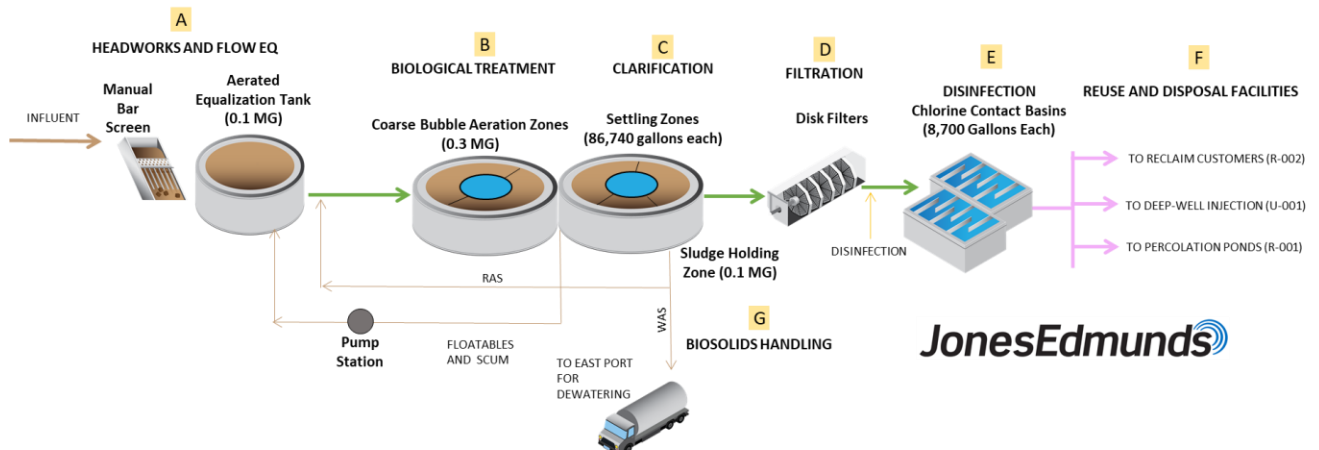 A
HEADWORKS AND FLOW EQ
INFLUENT
Manual
Bar
Screen
Aerated
Equalization Tank
(0.1 MG)
B
BIOLOGICAL TREATMENT
Coarse Bubble Aeration Zones
(0.3 MG)
C
CLARIFICATION
Settling Zones
(86,740 gallons each)
D
FILTRATION
Disk Filters
E
DISINFECTION
Chlorine Contact Basins
(8,700 Gallons Each)
F
REUSE AND DISPOSAL FACILITIES
TO RECLAIM CUSTOMERS (R-002)
TO DEEP-WELL INJECTION (U-001)
TO PERCOLATION PONDS (R-001)
DISINFECTION
Sludge Holding
Zone (0.1 MG)
RAS
WAS
Pump
Station
FLOATABLES
AND SCUM
G
BIOSOLIDS HANDLING
TO EAST PORT
FOR
DEWATERING
JonesEdmunds